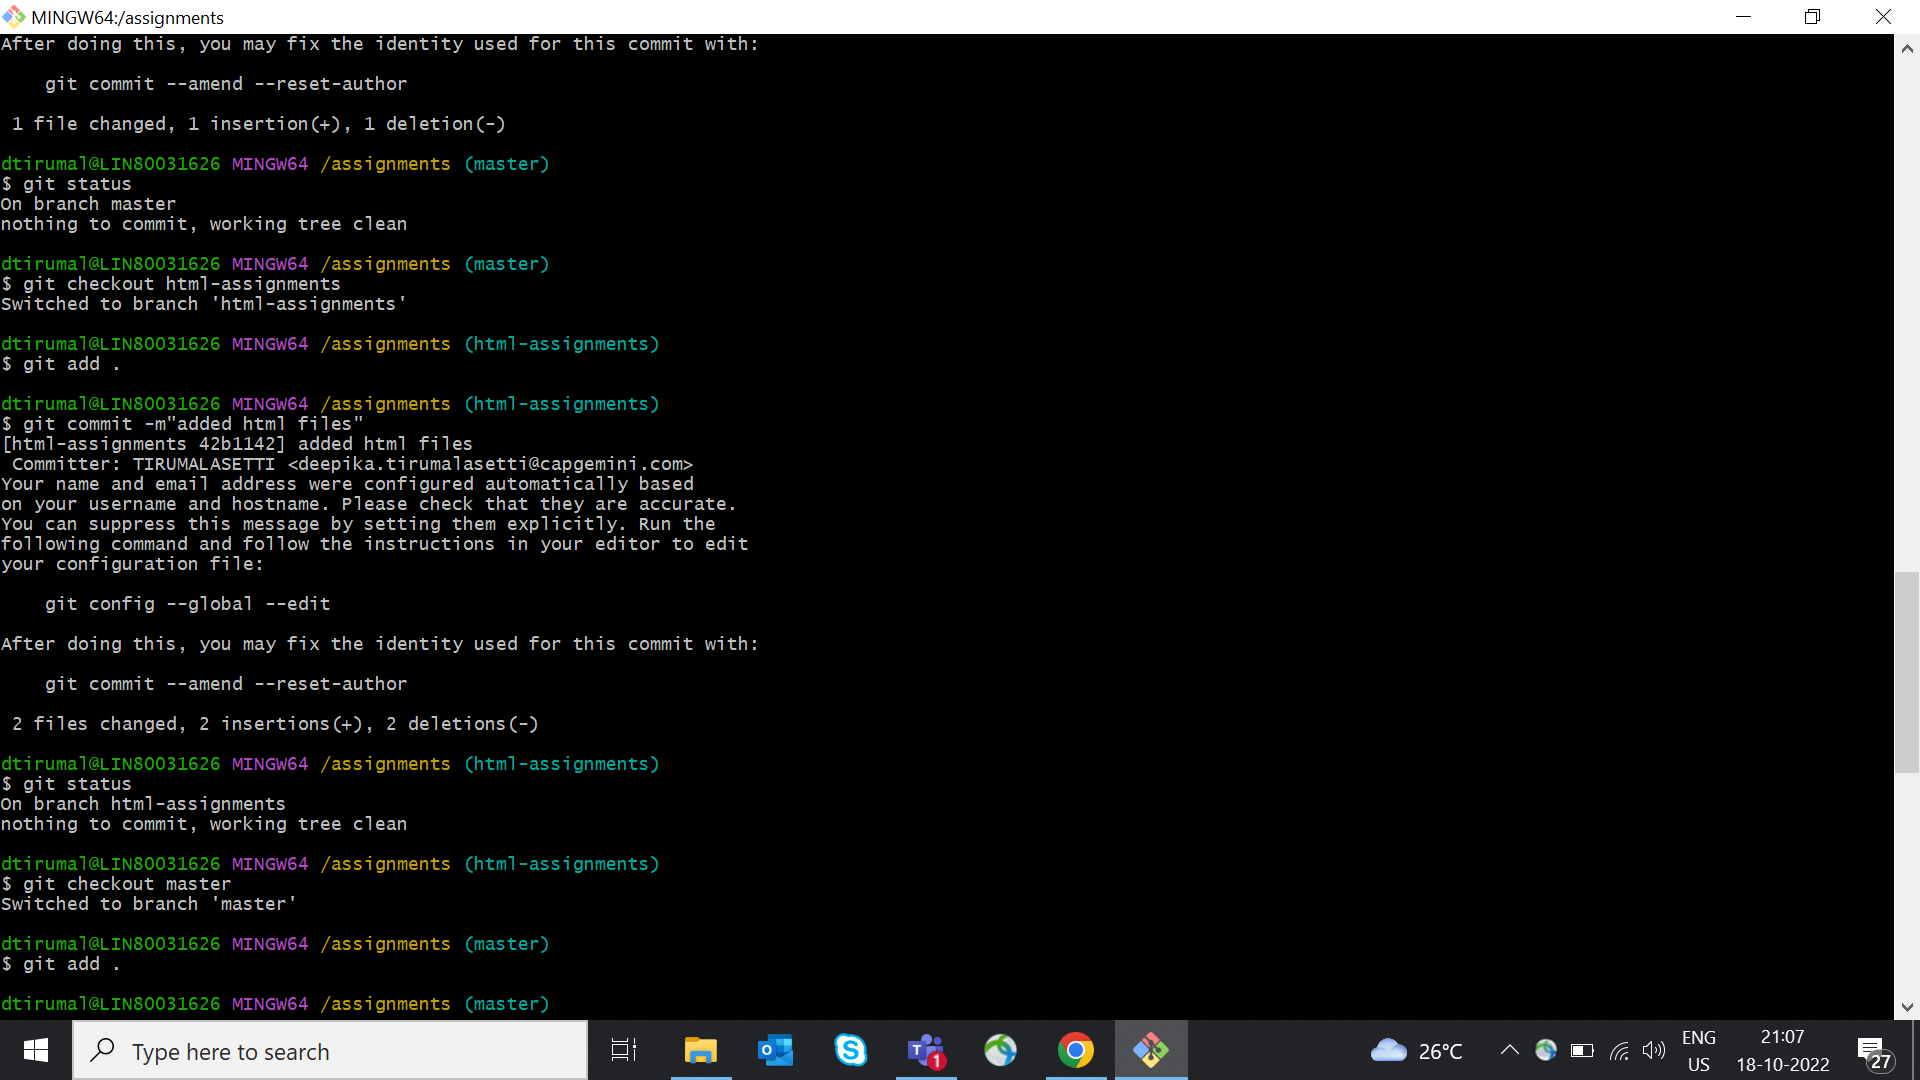 MINGW64:/assignments
After doing this, you may fix the identity used for this commit with:
    git commit --amend --reset-author
 1 file changed, 1 insertion(+), 1 deletion(-)
dtirumal@LIN80031626 MINGW64 /assignments (master)
$ git status
On branch master
nothing to commit, working tree clean
dtirumal@LIN80031626 MINGW64 /assignments (master)
$ git checkout html-assignments
Switched to branch 'html-assignments'
dtirumal@LIN80031626 MINGW64 /assignments (html-assignments)
$ git add .
dtirumal@LIN80031626 MINGW64 /assignments (html-assignments)
$ git commit -m"added html files"
[html-assignments 42b1142] added html files
 Committer: TIRUMALASETTI <deepika.tirumalasetti@capgemini.com>
Your name and email address were configured automatically based
on your username and hostname. Please check that they are accurate.
You can suppress this message by setting them explicitly. Run the
following command and follow the instructions in your editor to edit
your configuration file:
    git config --global --edit
After doing this, you may fix the identity used for this commit with:
    git commit --amend --reset-author
 2 files changed, 2 insertions(+), 2 deletions(-)
dtirumal@LIN80031626 MINGW64 /assignments (html-assignments)
$ git status
On branch html-assignments
nothing to commit, working tree clean
dtirumal@LIN80031626 MINGW64 /assignments (html-assignments)
$ git checkout master
Switched to branch 'master'
dtirumal@LIN80031626 MINGW64 /assignments (master)
$ git add .
dtirumal@LIN80031626 MINGW64 /assignments (master)
Type here to search
1
26°C
ENG
US
21:07
18-10-2022
27